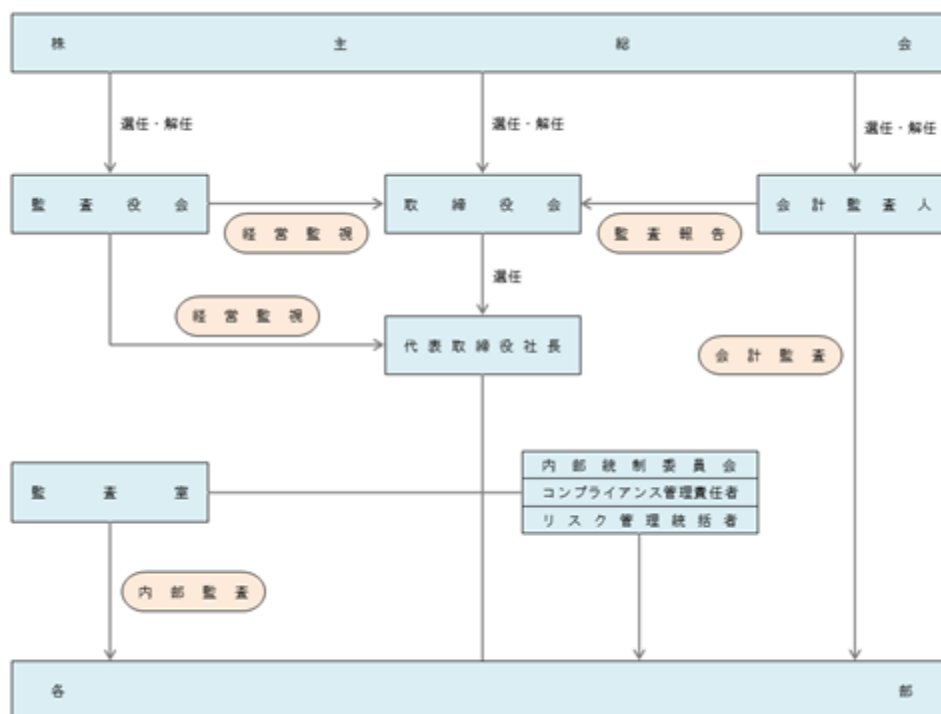 株主総会
選任・解任
選任・解任
選任・解任
監査役会
取締役会
会計監査人
経営監視
監査報告
選任
経営監視
代表取締役社長
会計監査
内部統制委員会
監査室
コンプライアンス管理責任者
リスク管理統括者
内部監査
各部